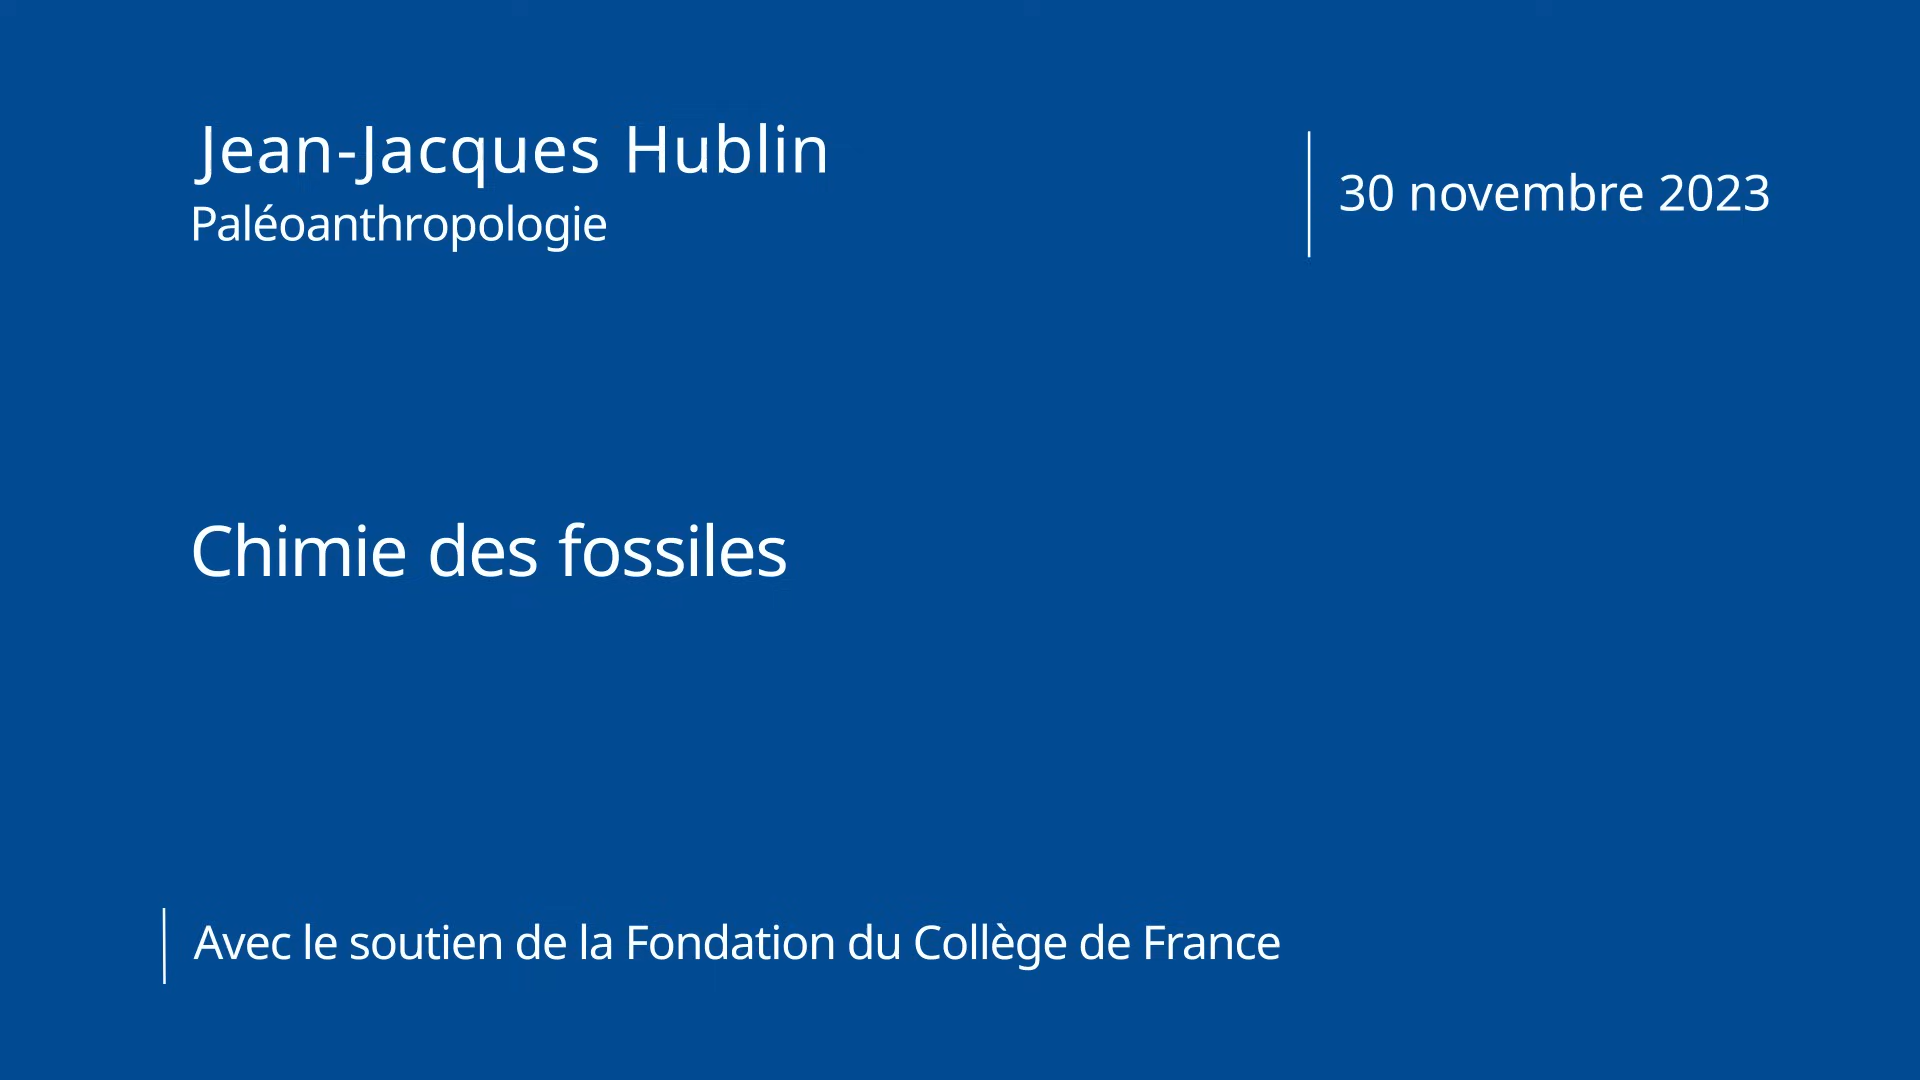 Jean-Jacques Hublin
Paléoanthropologie
30 novembre 2023
Chimie des fossiles
Avec le soutien de la Fondation du Collège de France